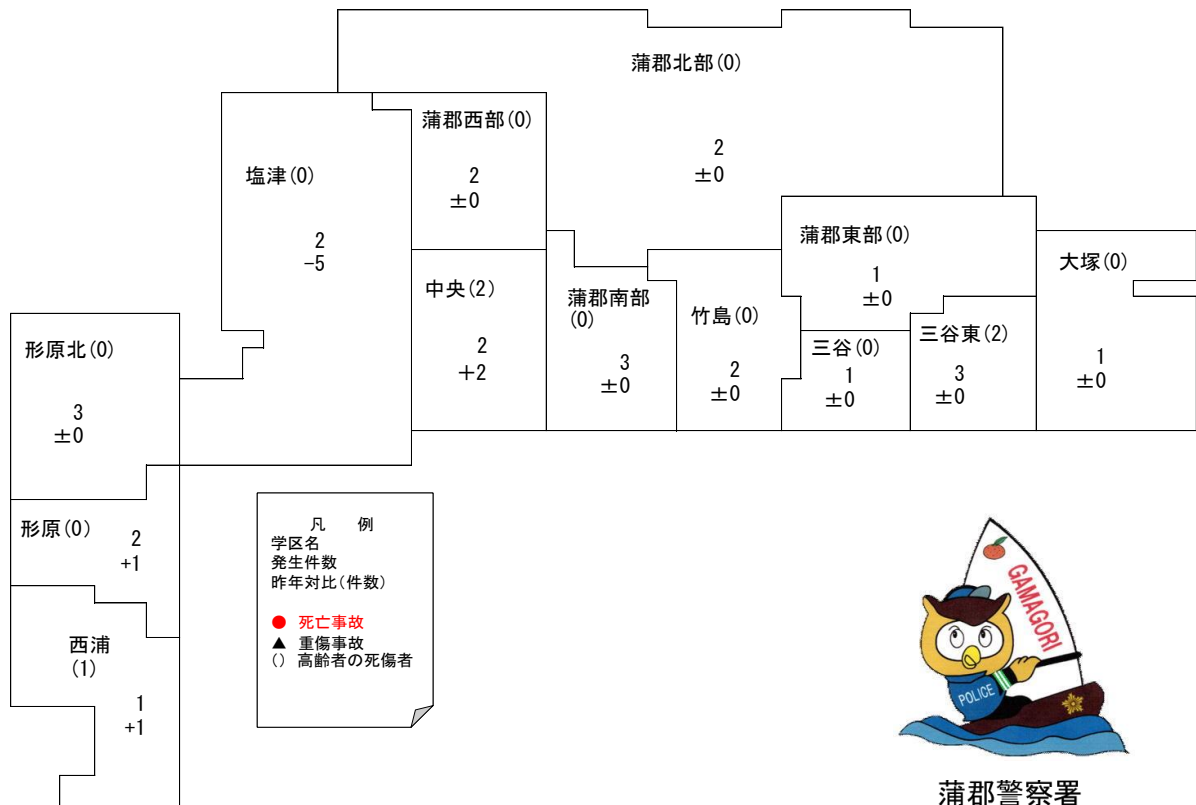 蒲郡北部(0)
2
±0
蒲郡西部(0)
2
±0
塩津(0)
2
-5
蒲郡東部(0)
1
±0
大塚(0)
1
±0
中央(2)
2
+2
蒲郡南部
(0)
3
±0
竹島(0)
2
±0
三谷(0)
1
±0
三谷東(2)
3
±0
形原北(0)
3
±0
形原(0)
2
+1
西浦
(1)
1
+1
凡　例
学区名
発生件数
昨年対比(件数)
● 死亡事故
▲ 重傷事故
() 高齢者の死傷者
GAMAGORI
POLICE
蒲郡警察署